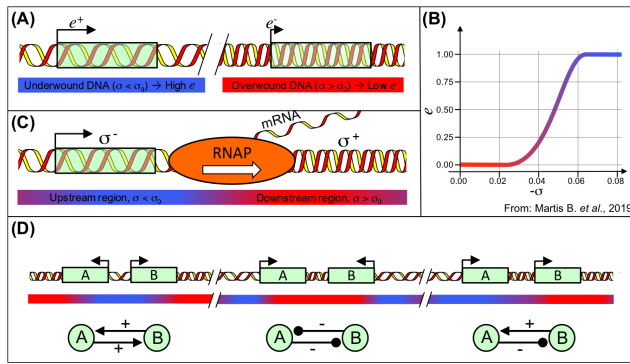 (A)
e+
e-
Underwound DNA (σ < σ₀) → High e
Overwound DNA (σ > σ₀) → Low e
(B)
e
1.00
0.75
0.50
0.25
0.00
0.00 0.02 0.04 0.06 0.08
-σ
From: Martis B. et al., 2019
(C)
σ-
RNAP
mRNA
σ+
Upstream region, σ < σ₀
Downstream region, σ > σ₀
(D)
A B A B A B
A + + B
A - - B
A + - B